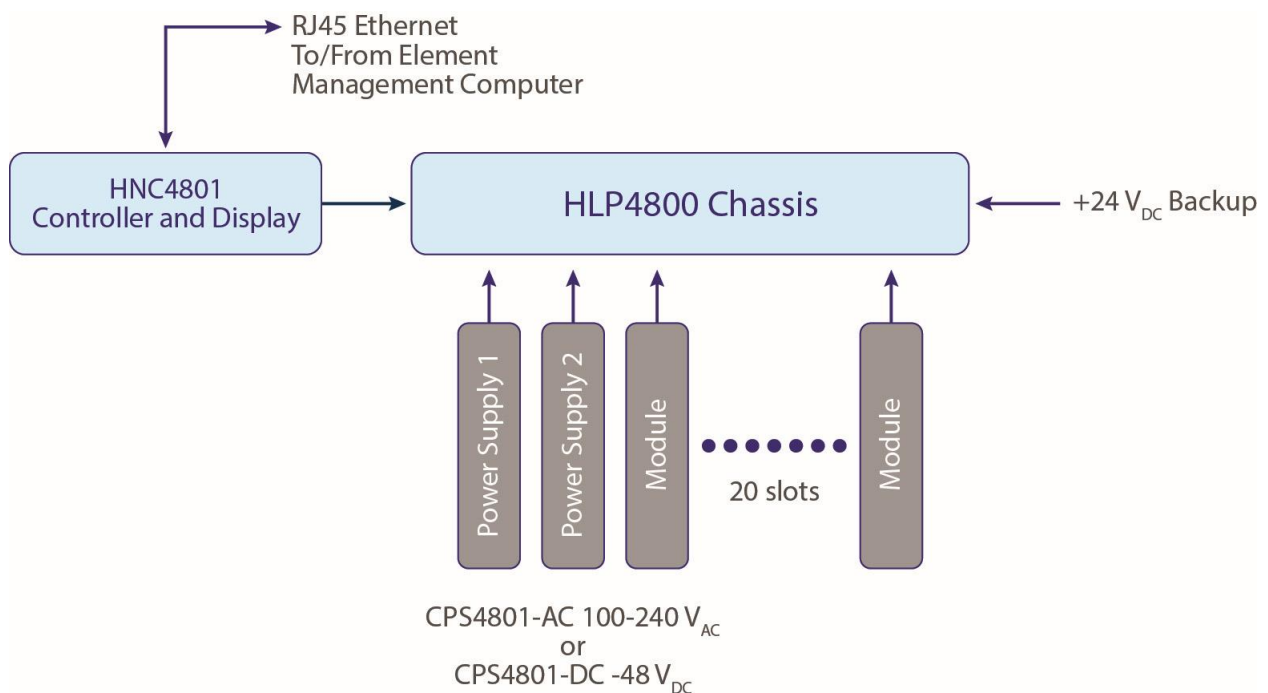 RJ45 Ethernet
To/From Element
Management Computer
HNC4801
Controller and Display
HLP4800 Chassis
+24 VDC Backup
Power Supply 1
Power Supply 2
Module
20 slots
Module
CPS4801-AC 100-240 VAC
or
CPS4801-DC -48 VDC